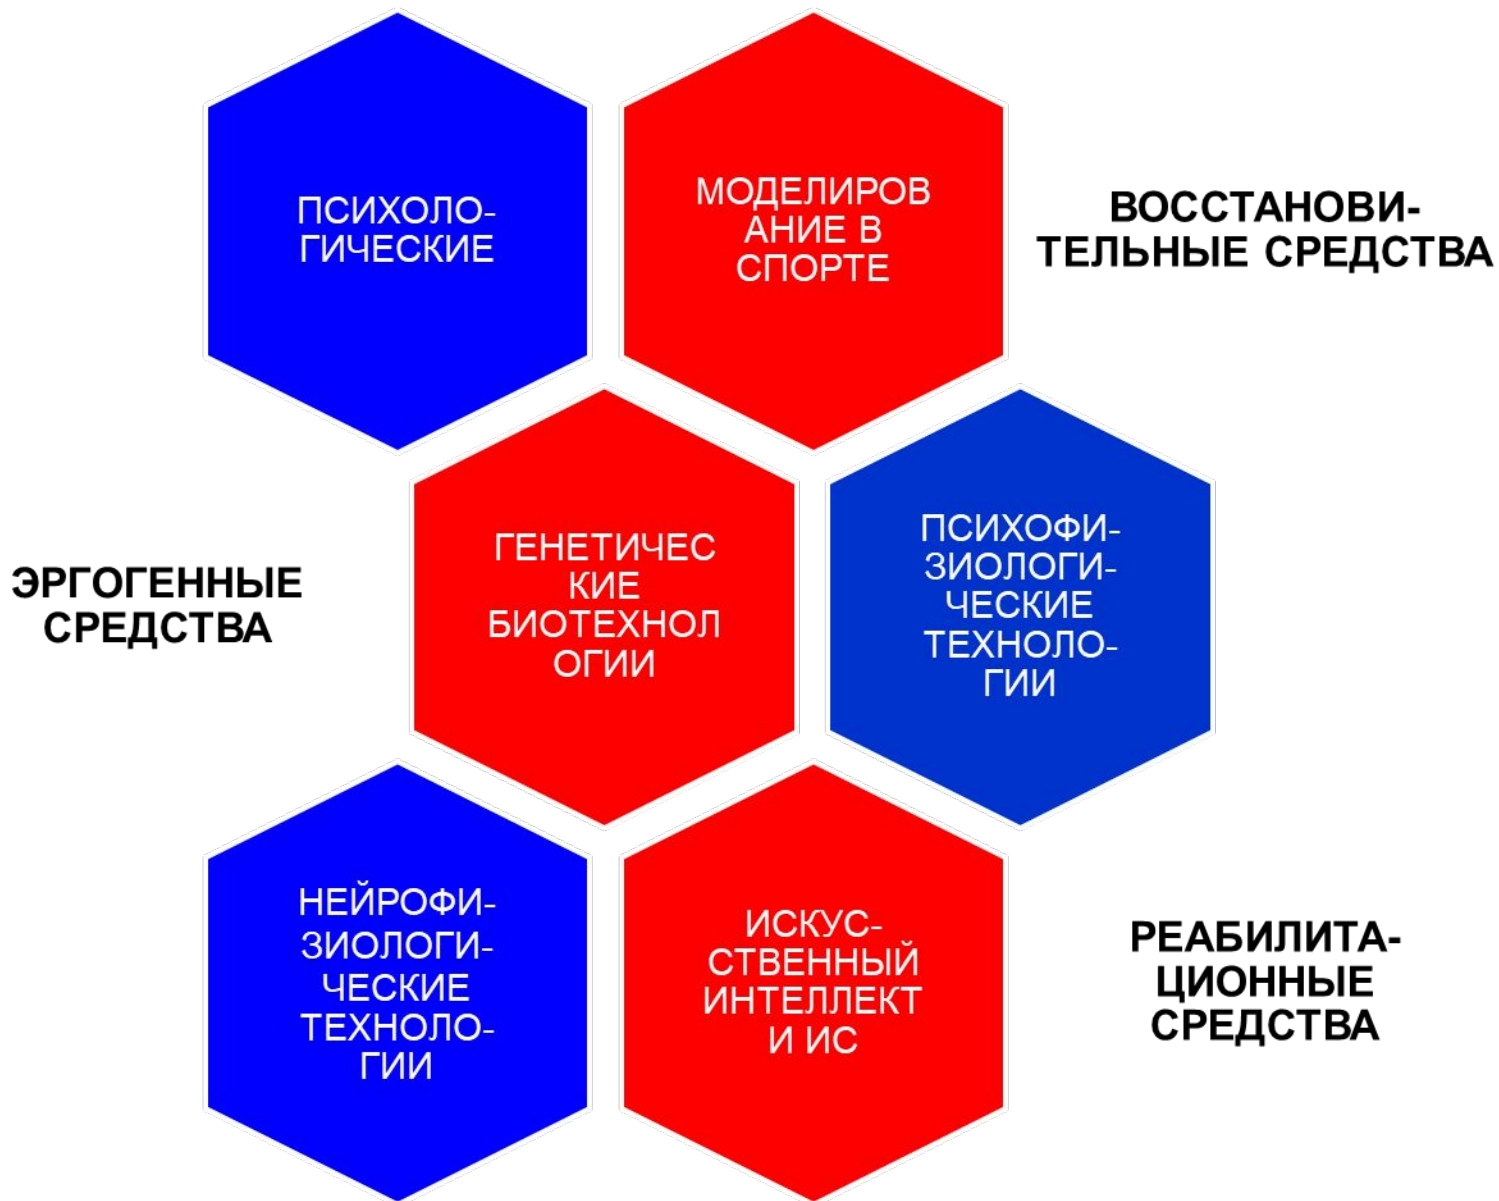 ПСИХОЛО-
ГИЧЕСКИЕ
МОДЕЛИРОВ
АНИЕ В
СПОРТЕ
ВОССТАНОВИ-
ТЕЛЬНЫЕ СРЕДСТВА
ЭРГОГЕННЫЕ
СРЕДСТВА
ГЕНЕТИЧЕС
КИЕ
БИОТЕХНОЛ
ОГИИ
ПСИХОФИ-
ЗИОЛОГИ-
ЧЕСКИЕ
ТЕХНОЛО-
ГИИ
НЕЙРОФИ-
ЗИОЛОГИ-
ЧЕСКИЕ
ТЕХНОЛО-
ГИИ
ИСКУС-
СТВЕННЫЙ
ИНТЕЛЛЕКТ
И ИС
РЕАБИЛИТА-
ЦИОННЫЕ
СРЕДСТВА